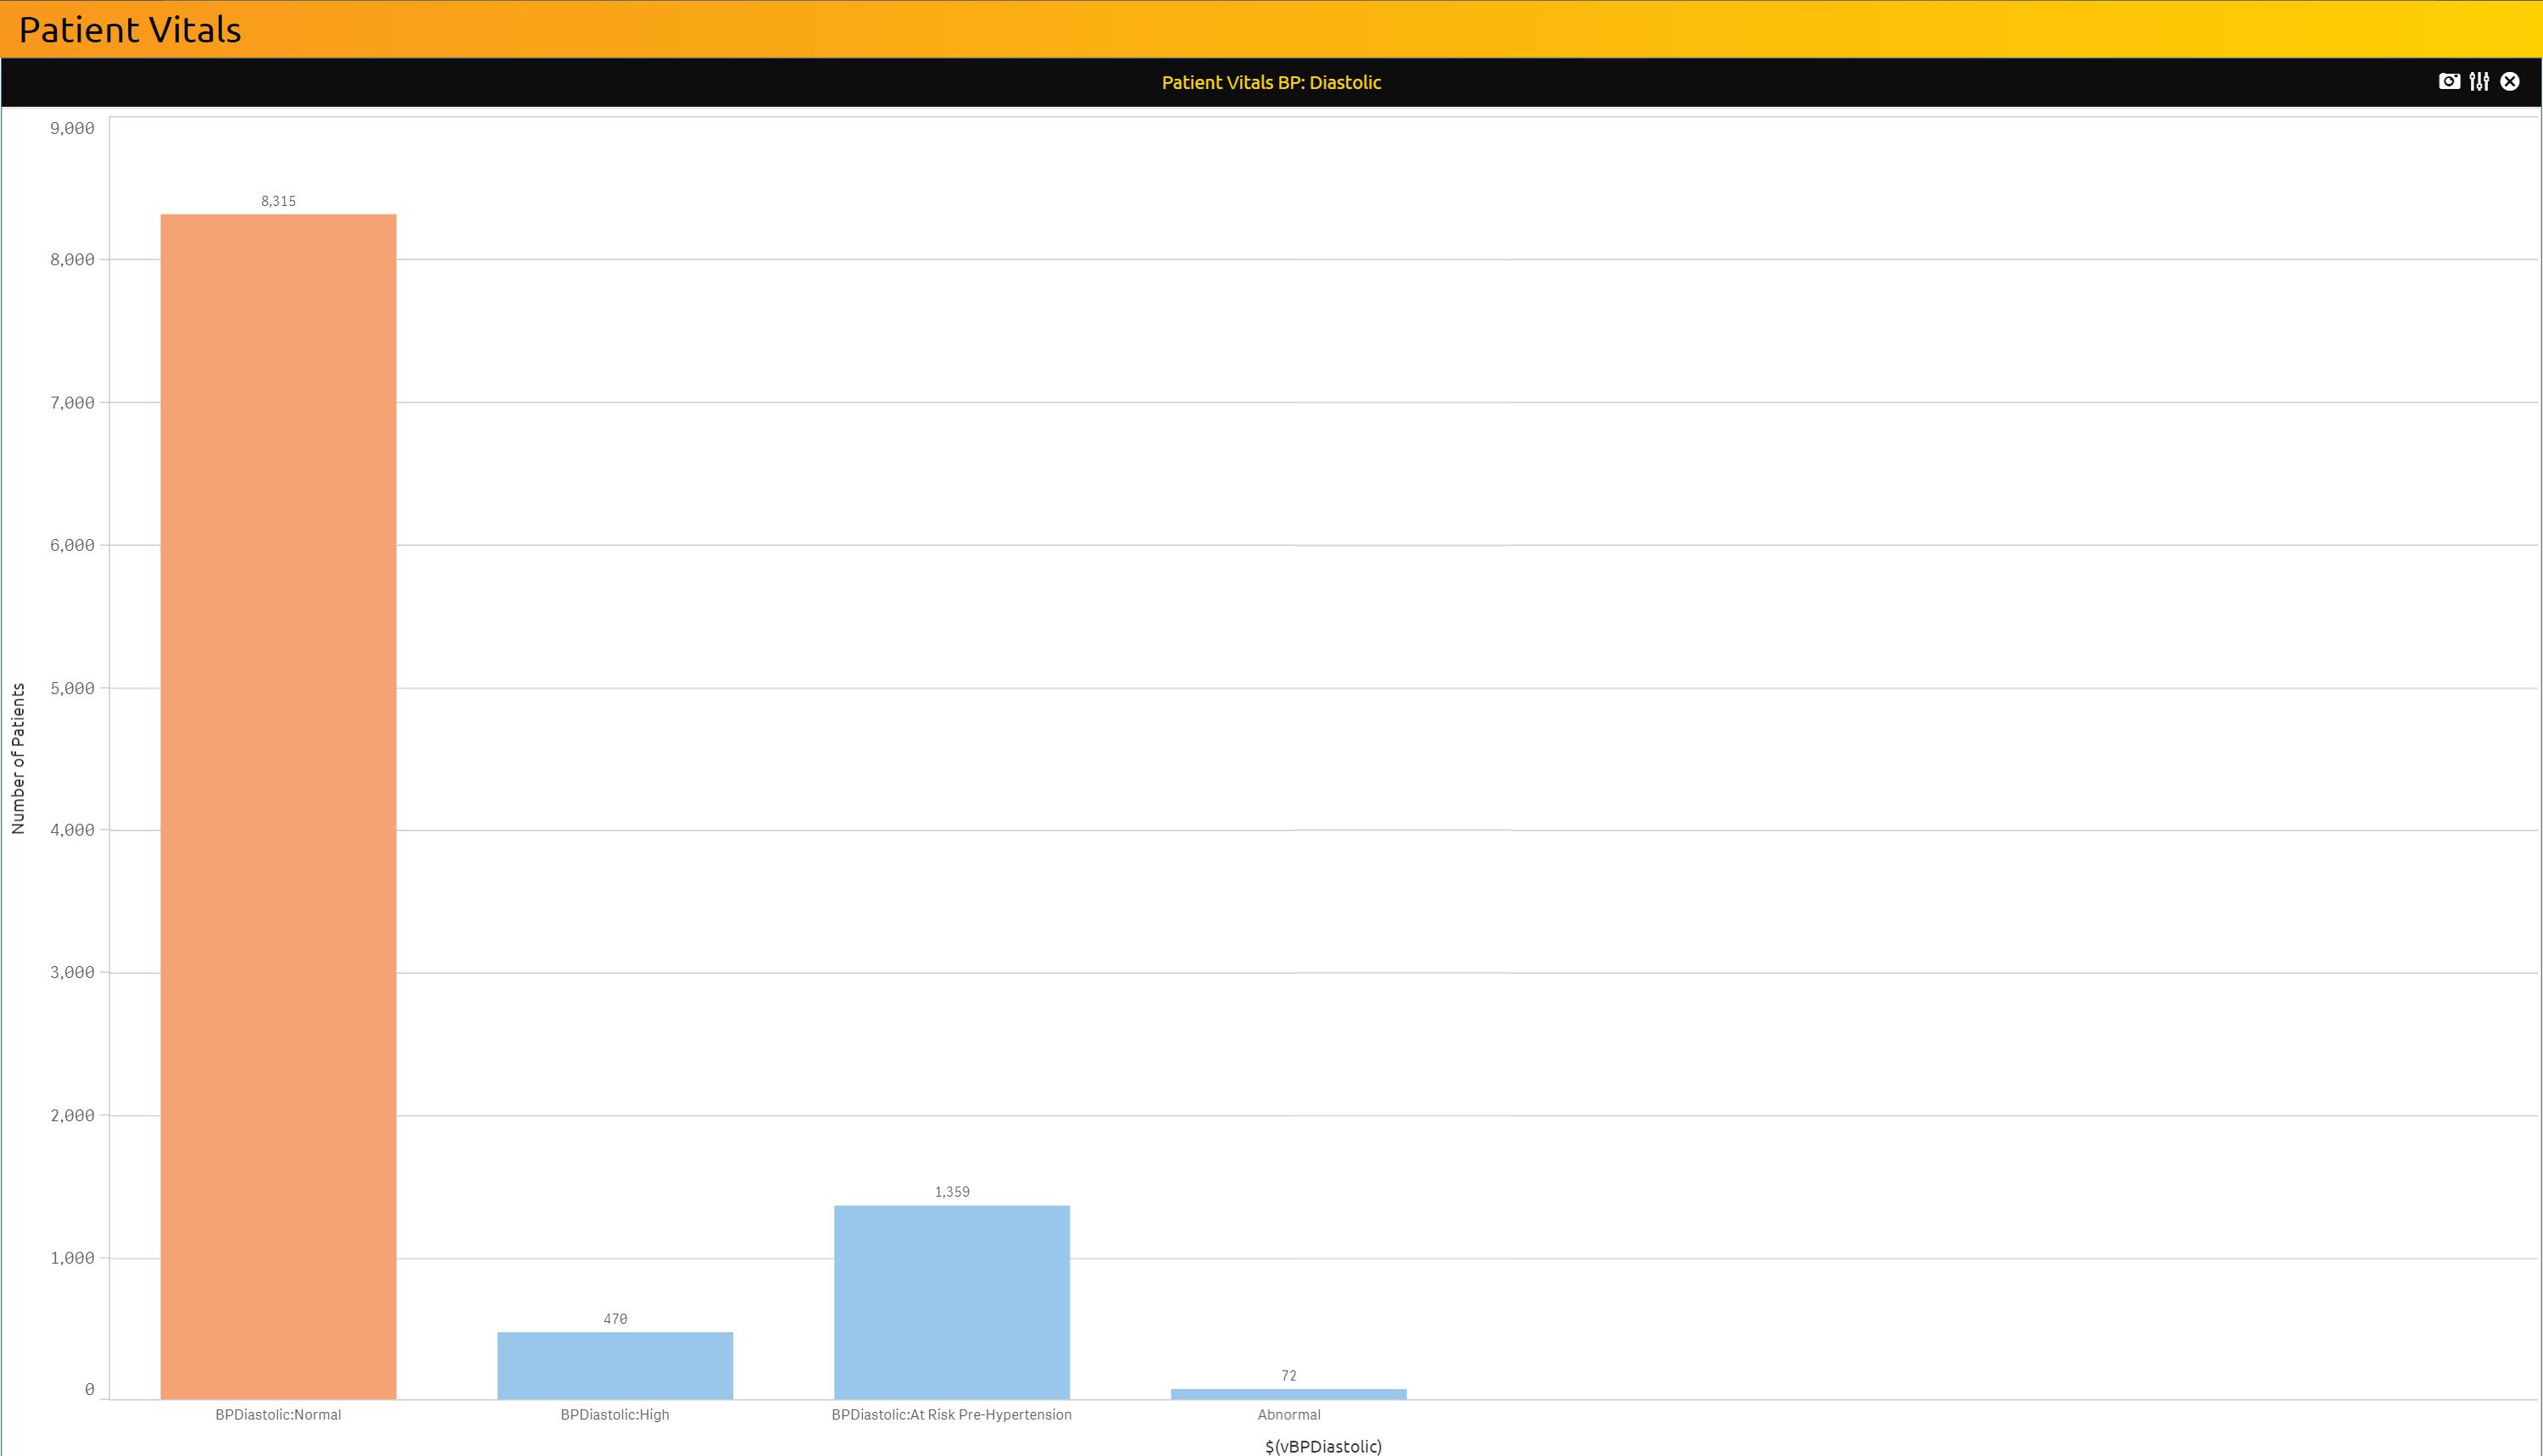 Patient Vitals
Patient Vitals BP: Diastolic
Number of Patients
9,000
8,000
7,000
6,000
5,000
4,000
3,000
2,000
1,000
0
8,315
470
1,359
72
BPDiastolic:Normal
BPDiastolic:High
BPDiastolic:At Risk Pre-Hypertension
Abnormal
$(vBPDiastolic)